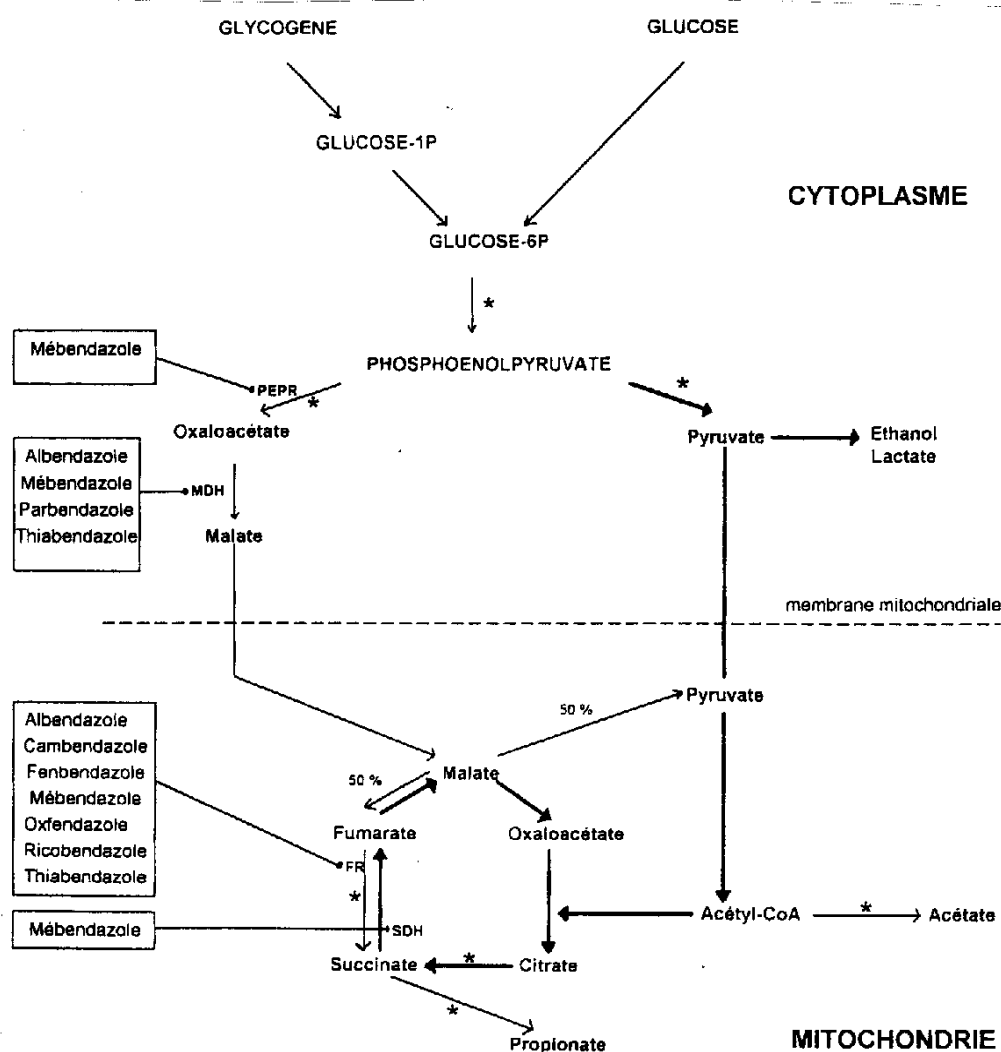 GLYCOGENE
GLUCOSE
GLUCOSE-1P
CYTOPLASME
GLUCOSE-6P
*
Mébendazole
PHOSPHOENOLPYRUVATE
*
PEPR
*
Oxaloacétate
Pyruvate
Ethanol
Lactate
Albendazole
Mébendazole
Parbendazole
Thiabendazole
MDH
Malate
membrane mitochondriale
Pyruvate
50 %
Albendazole
Cambendazole
Fenbendazole
Mébendazole
Oxfendazole
Ricobendazole
Thiabendazole
Malate
50 %
Fumarate
Oxaloacétate
FR
*
Acétyl-CoA
*
Acétate
Mébendazole
SDH
Succinate
*
Citrate
*
Propionate
MITOCHONDRIE